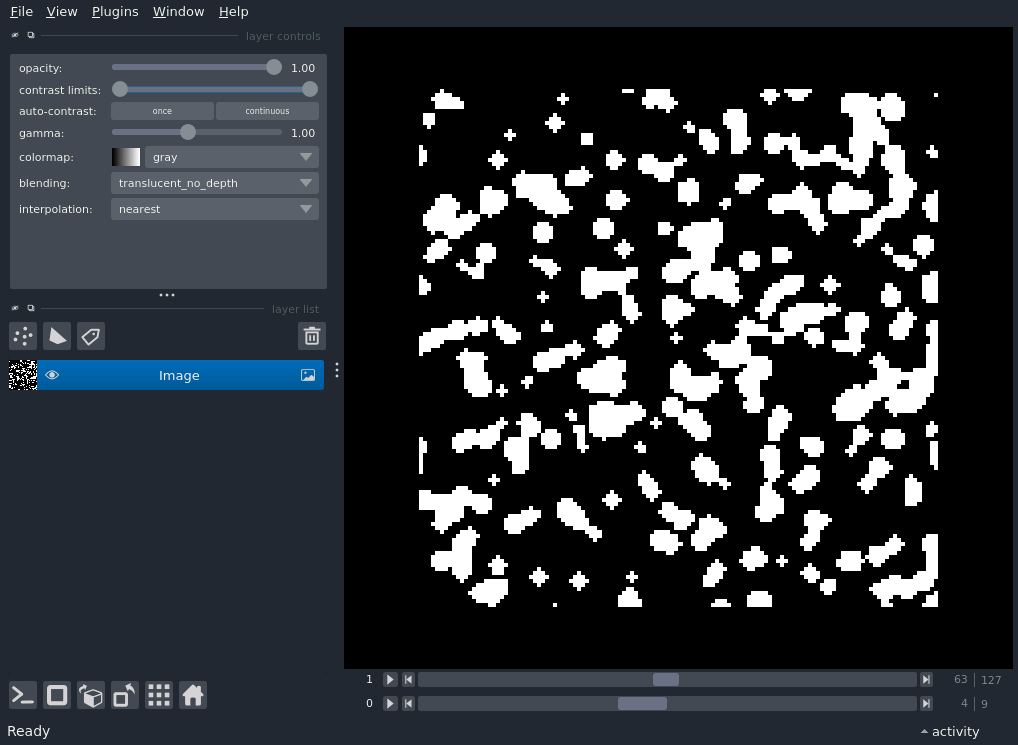 File View Plugins Window Help
layer controls
opacity: 1.00
contrast limits:
auto-contrast: once continuous
gamma: 1.00
colormap: gray
blending: translucent_no_depth
interpolation: nearest
layer list
Image
1 63 127
0 4 9
Ready activity